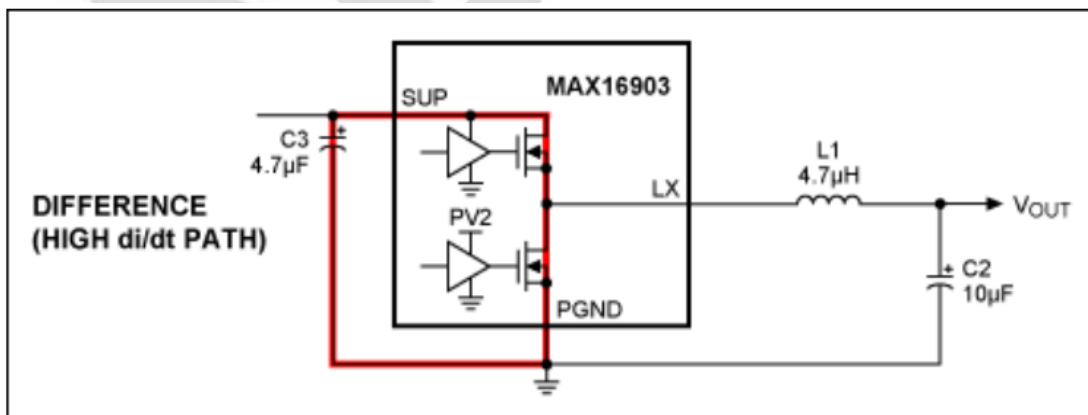 MAX16903
SUP
C3
4.7µF
+
DIFFERENCE
(HIGH di/dt PATH)
PV2
LX
PGND
L1
4.7µH
VOUT
+
C2
10µF